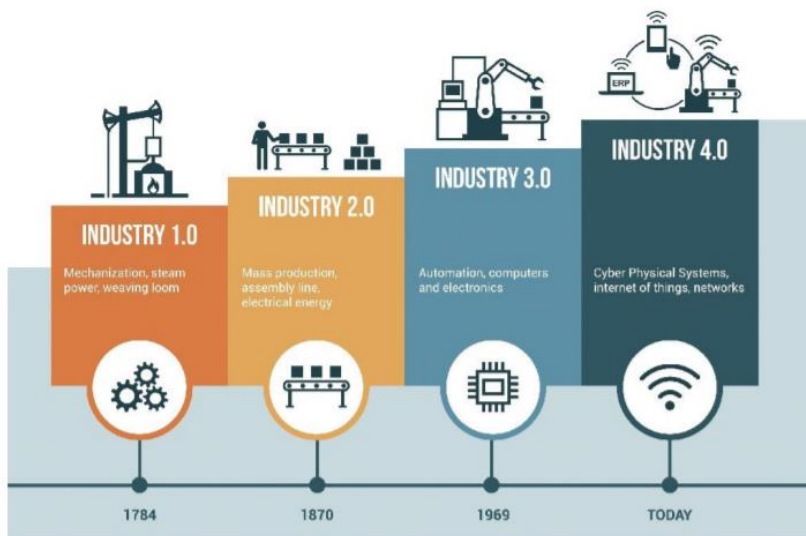 ERP
INDUSTRY 1.0
Mechanization, steam
power, weaving loom
INDUSTRY 2.0
Mass production,
assembly line,
electrical energy
INDUSTRY 3.0
Automation, computers
and electronics
INDUSTRY 4.0
Cyber Physical Systems,
internet of things, networks
1784
1870
1969
TODAY